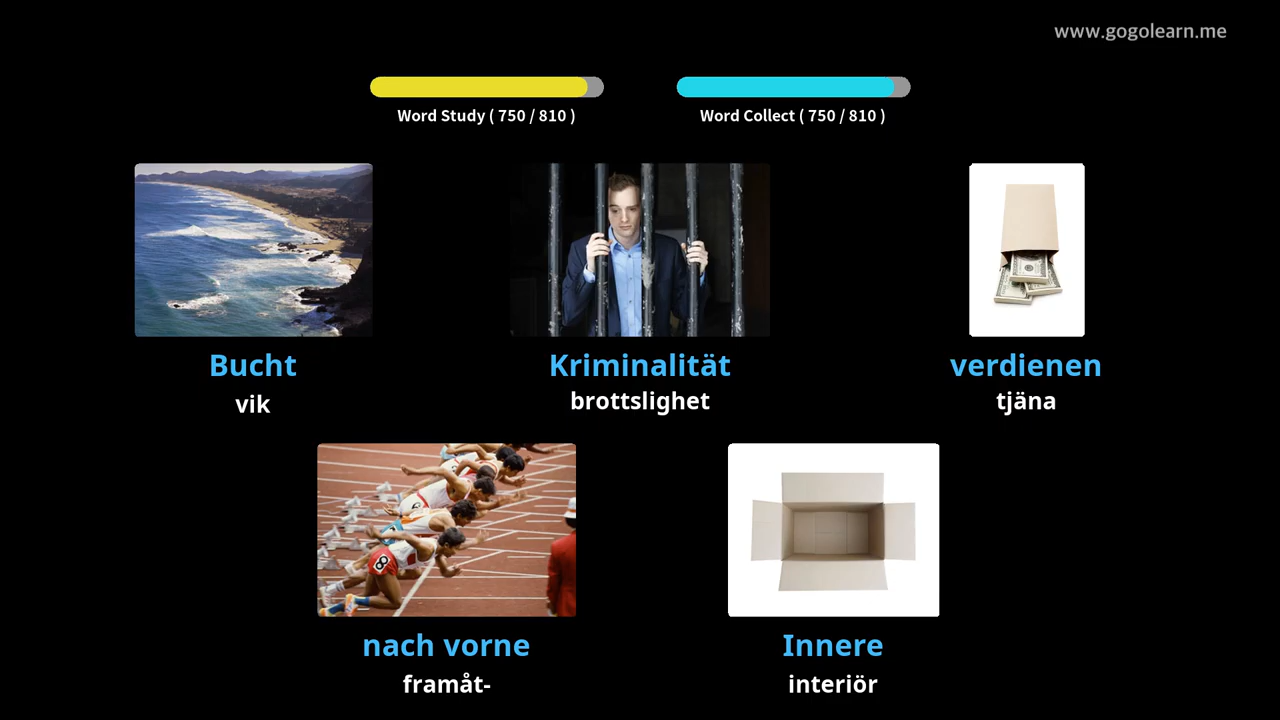 www.gogolearn.me
Word Study ( 750 / 810 )
Word Collect ( 750 / 810 )
Bucht
vik
Kriminalität
brottslighet
verdienen
tjäna
nach vorne
framåt-
Innere
interiör